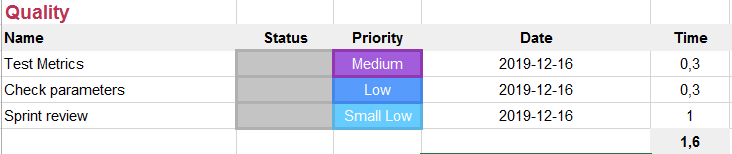 Quality
Name Status Priority Date Time
Test Metrics Medium 2019-12-16 0,3
Check parameters Low 2019-12-16 0,3
Sprint review Small Low 2019-12-16 1
1,6